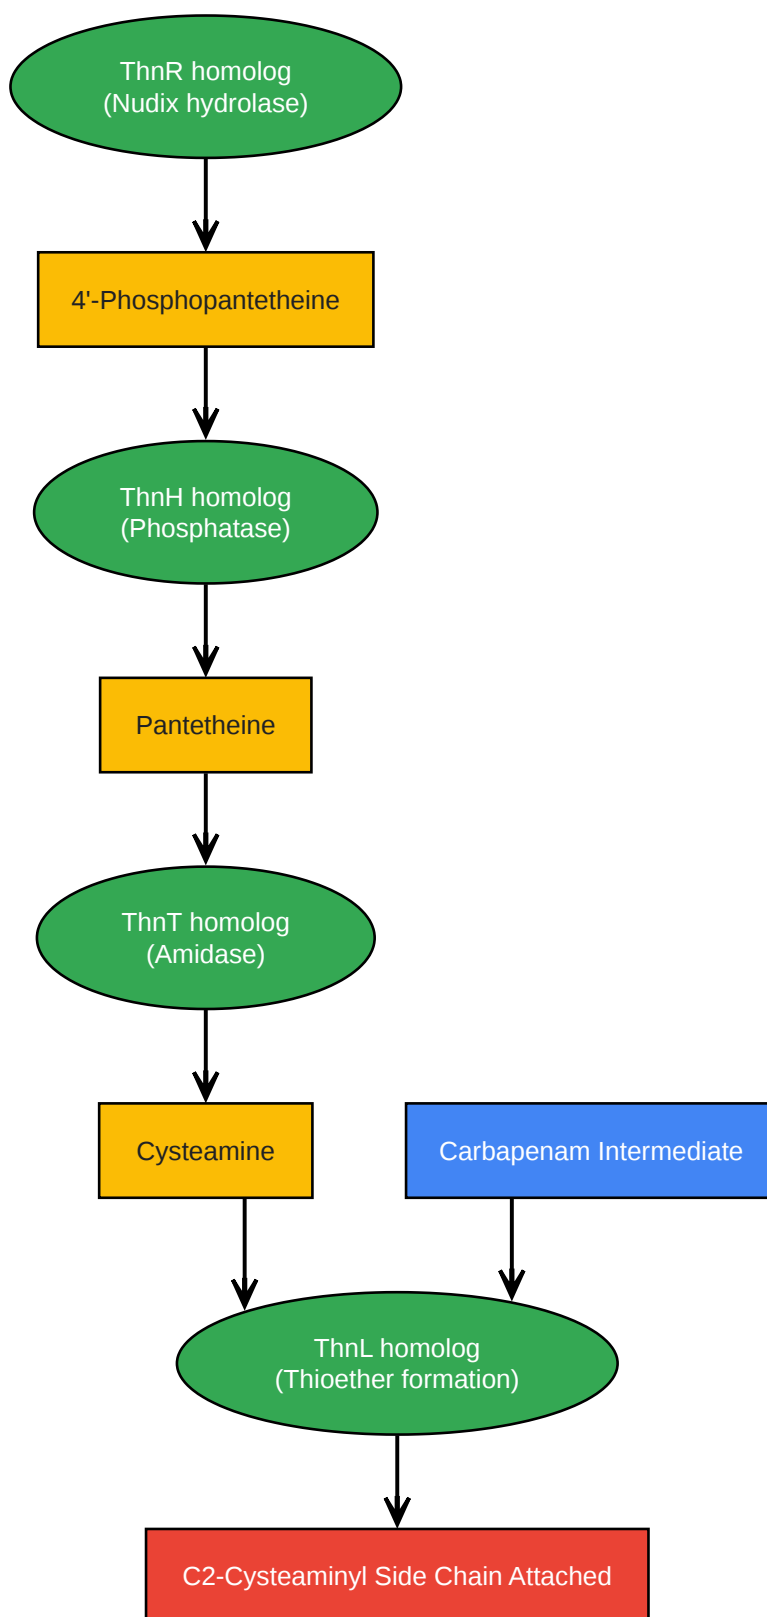 ThnR homolog
(Nudix hydrolase)
4'-Phosphopantetheine
ThnH homolog
(Phosphatase)
Pantetheine
ThnT homolog
(Amidase)
Cysteamine
Carbapenam Intermediate
ThnL homolog
(Thioether formation)
C2-Cysteaminyl Side Chain Attached